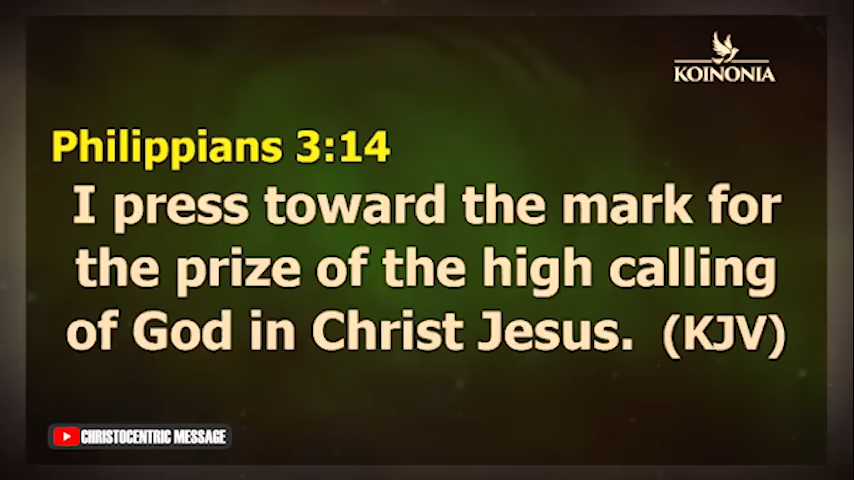 KOINONIA
Philippians 3:14
I press toward the mark for
the prize of the high calling
of God in Christ Jesus. (KJV)
CHRISTOCENTRIC MESSAGE